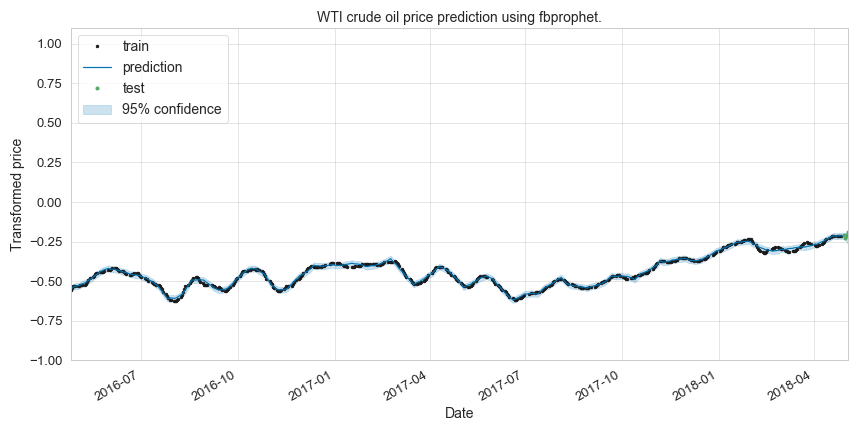 WTI crude oil price prediction using fbprophet.
train
prediction
test
95% confidence
Transformed price
1.00
0.75
0.50
0.25
0.00
−0.25
−0.50
−0.75
−1.00
2016-07
2016-10
2017-01
2017-04
2017-07
2017-10
2018-01
2018-04
Date